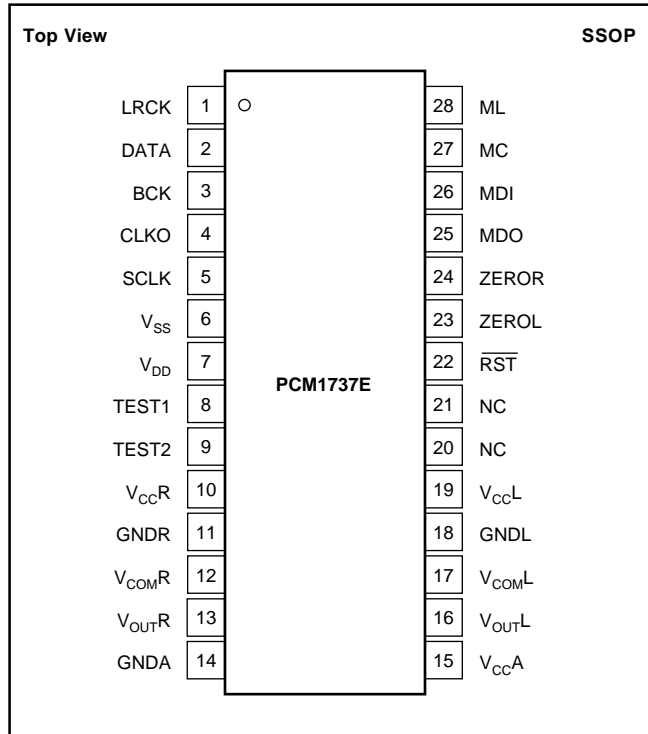 Top View SSOP
LRCK 1 28 ML
DATA 2 27 MC
BCK 3 26 MDI
CLKO 4 25 MDO
SCLK 5 24 ZEROR
VSS 6 23 ZEROL
VDD 7 22 RST
PCM1737E
TEST1 8 21 NC
TEST2 9 20 NC
VCCR 10 19 VCCL
GNDR 11 18 GNDL
VCOMR 12 17 VCOML
VOUTR 13 16 VOUTL
GNDA 14 15 VCCA